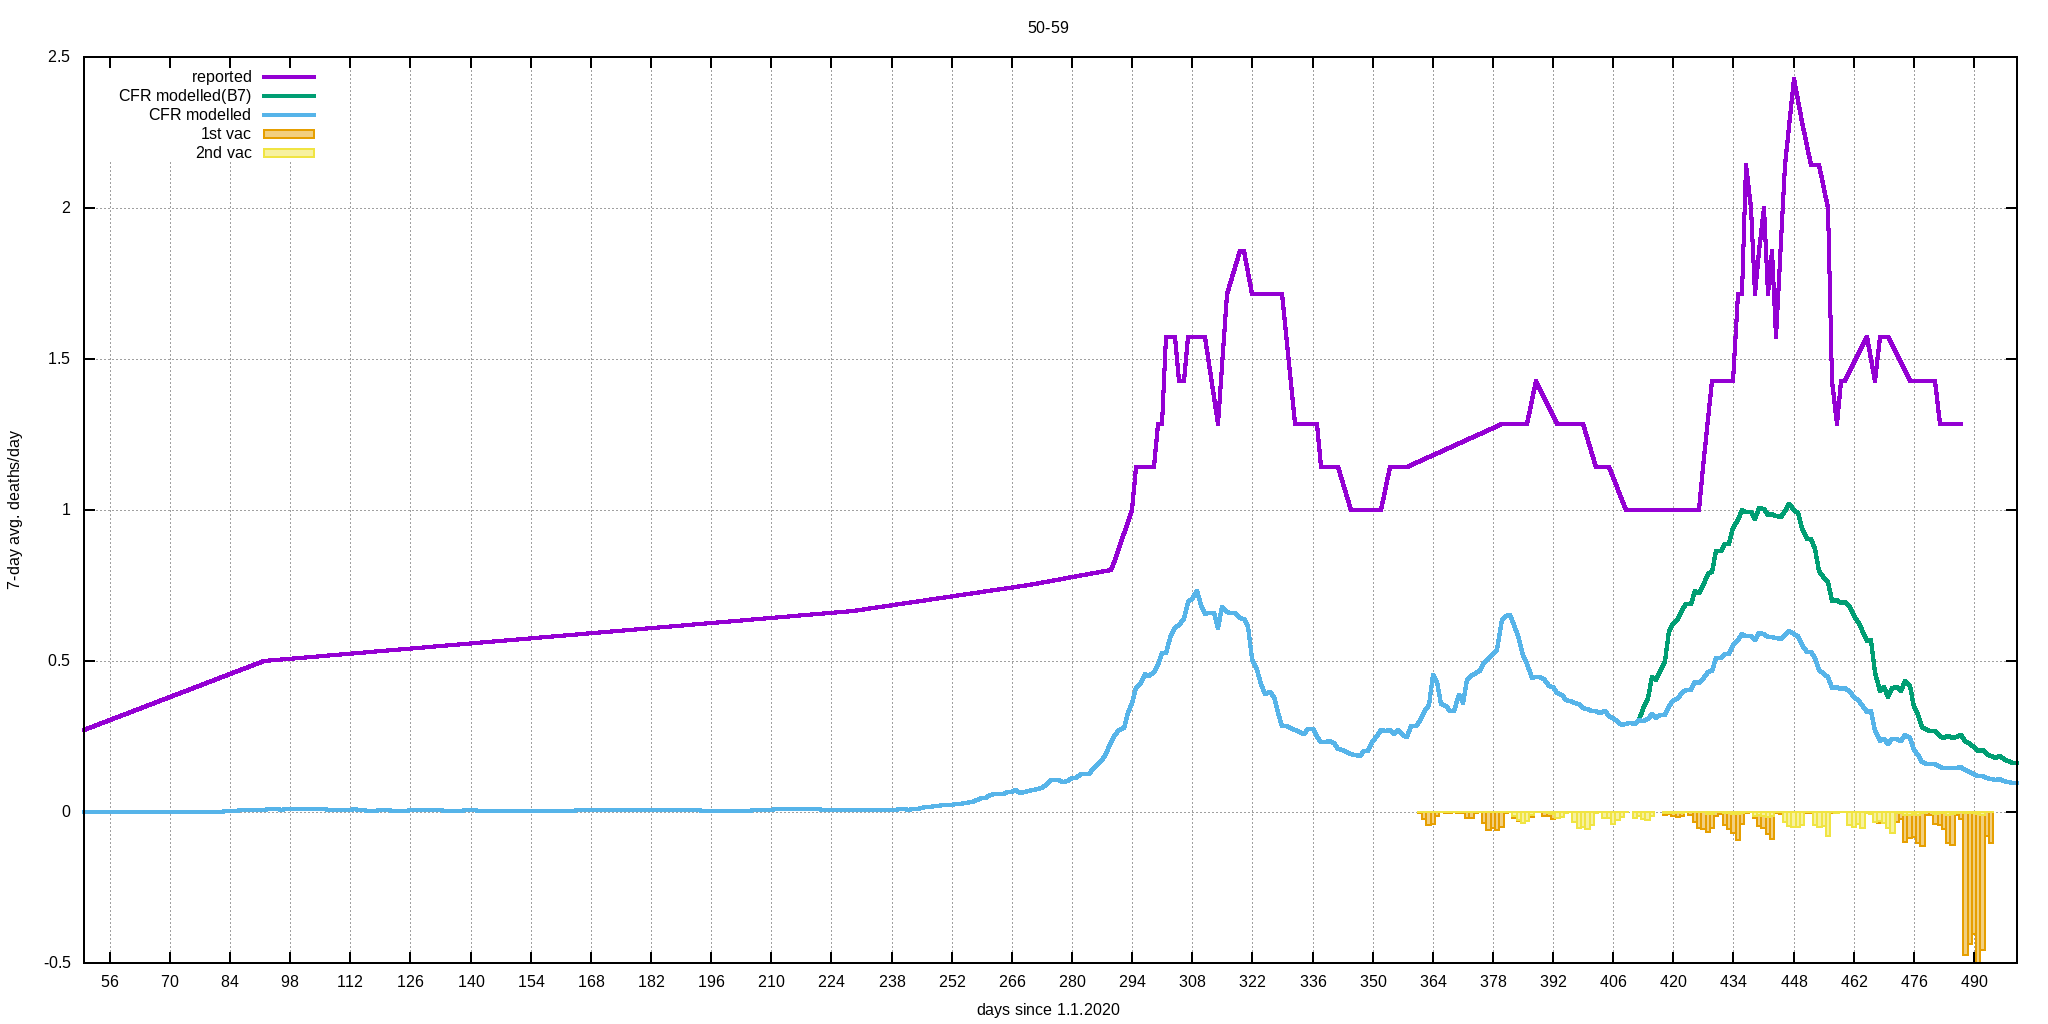 50-59
2.5
2
1.5
1
0.5
0
-0.5
7-day avg. deaths/day
reported
CFR modelled(B7)
CFR modelled
1st vac
2nd vac
56 70 84 98 112 126 140 154 168 182 196 210 224 238 252 266 280 294 308 322 336 350 364 378 392 406 420 434 448 462 476 490
days since 1.1.2020